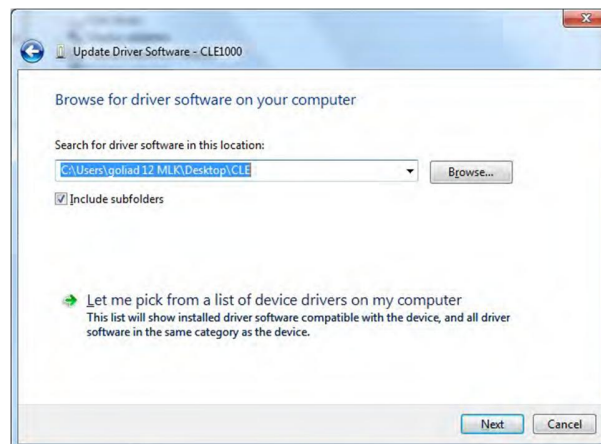 Update Driver Software - CLE1000
Browse for driver software on your computer
Search for driver software in this location:
C:\Users\goliad 12 MLK\Desktop\CLE
Browse...
Include subfolders
Let me pick from a list of device drivers on my computer
This list will show installed driver software compatible with the device, and all driver
software in the same category as the device.
Next
Cancel